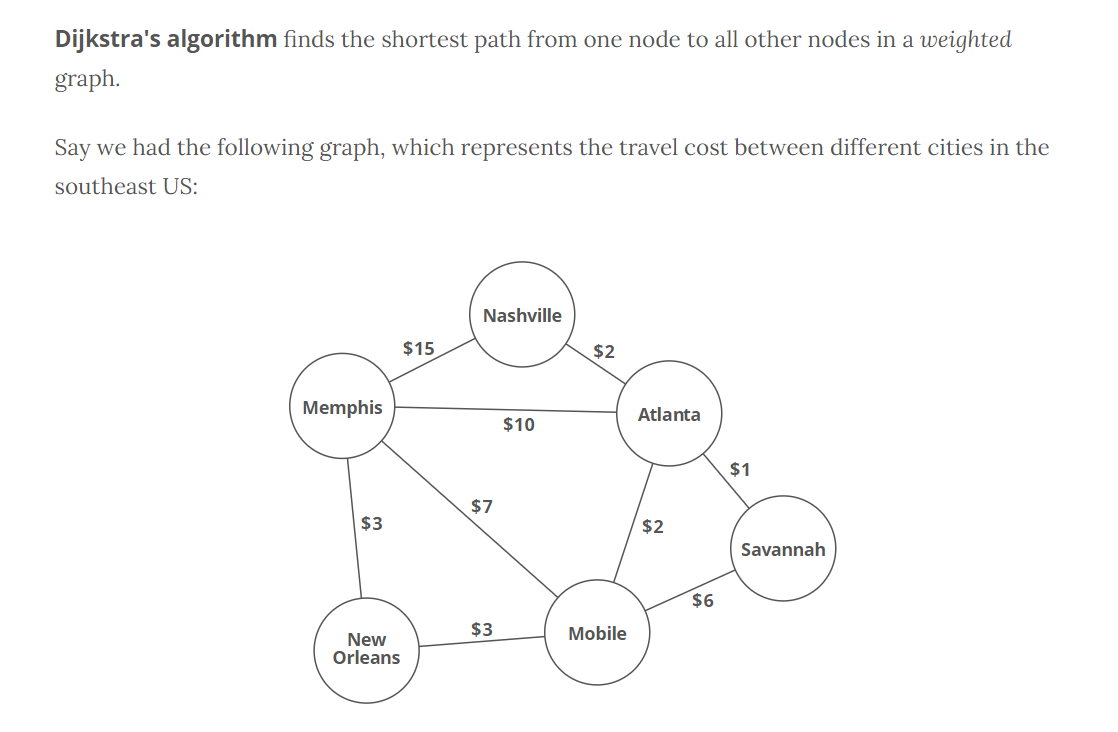 Dijkstra's algorithm finds the shortest path from one node to all other nodes in a weighted
graph.
Say we had the following graph, which represents the travel cost between different cities in the
southeast US:
Nashville
$15
$2
Memphis
Atlanta
$10
$1
$7
$3
$2
Savannah
$6
$3
Mobile
New
Orleans